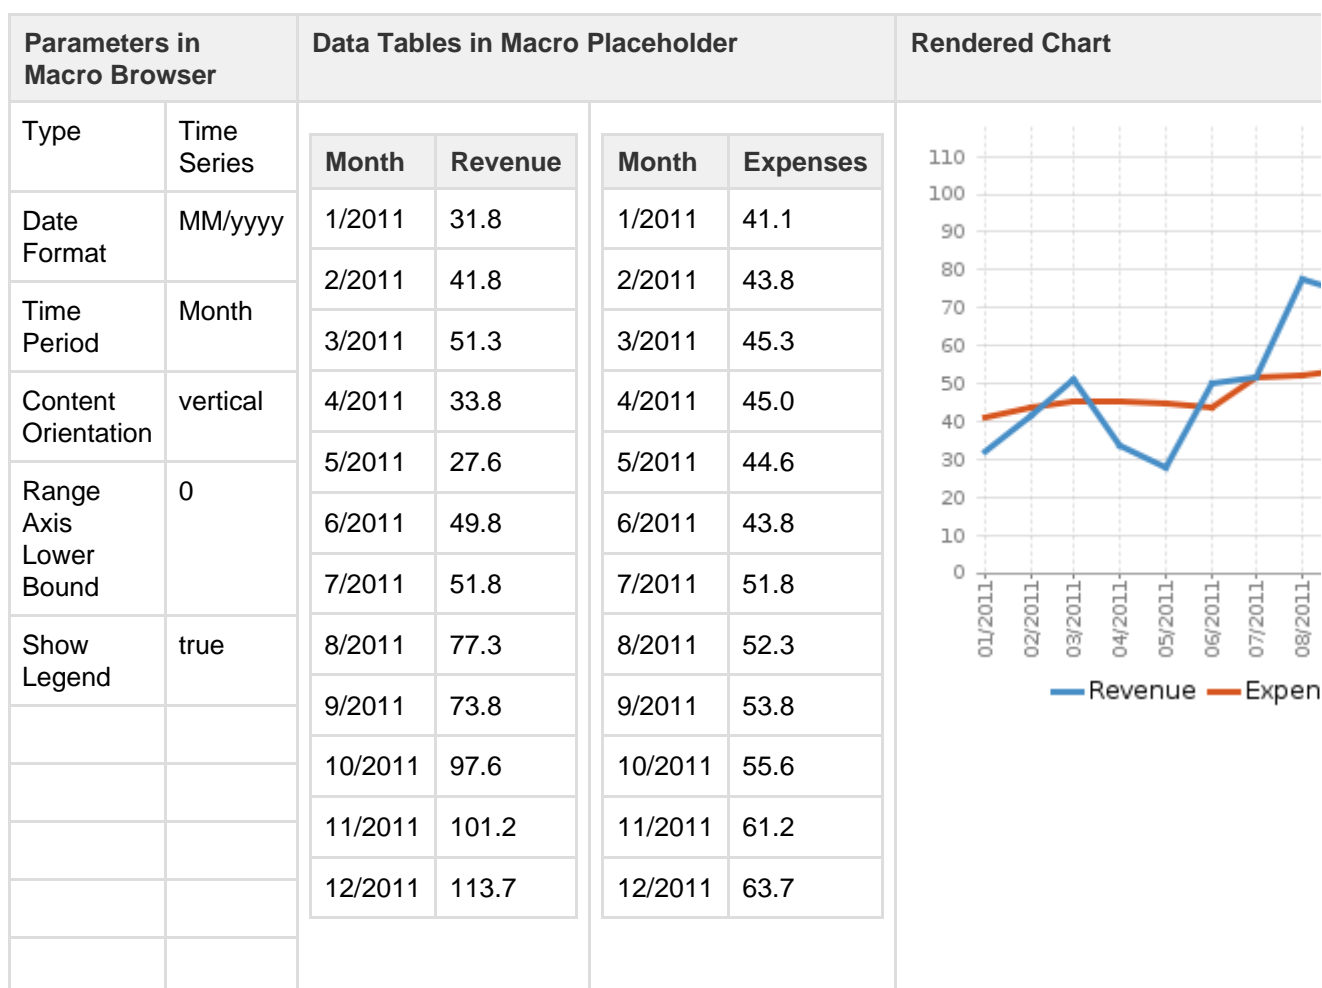 Parameters in
Macro Browser
Data Tables in Macro Placeholder
Rendered Chart
Type
Time
Series
Date
Format
MM/yyyy
Time
Period
Month
Content
Orientation
vertical
Range
Axis
Lower
Bound
0
Show
Legend
true
Month Revenue
1/2011 31.8
2/2011 41.8
3/2011 51.3
4/2011 33.8
5/2011 27.6
6/2011 49.8
7/2011 51.8
8/2011 77.3
9/2011 73.8
10/2011 97.6
11/2011 101.2
12/2011 113.7
Month Expenses
1/2011 41.1
2/2011 43.8
3/2011 45.3
4/2011 45.0
5/2011 44.6
6/2011 43.8
7/2011 51.8
8/2011 52.3
9/2011 53.8
10/2011 55.6
11/2011 61.2
12/2011 63.7
110
100
90
80
70
60
50
40
30
20
10
0
01/2011
02/2011
03/2011
04/2011
05/2011
06/2011
07/2011
08/2011
Revenue Expen